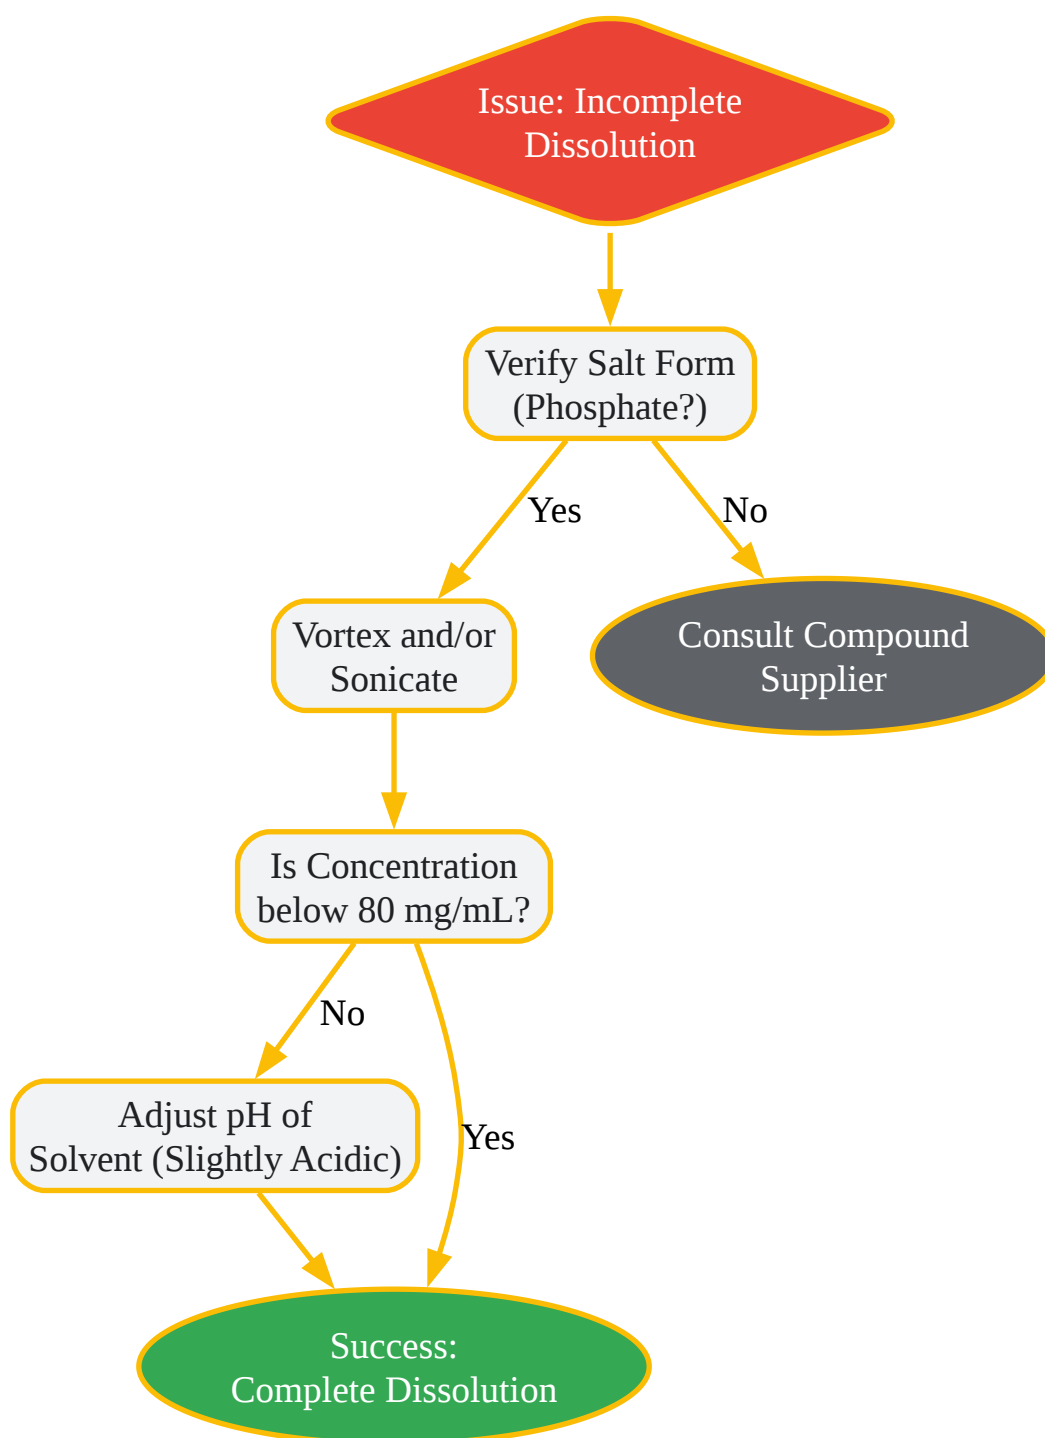 Issue: Incomplete
Dissolution
Verify Salt Form
(Phosphate?)
Yes
No
Vortex and/or
Sonicate
Consult Compound
Supplier
Is Concentration
below 80 mg/mL?
No
Adjust pH of
Solvent (Slightly Acidic)
Yes
Success:
Complete Dissolution